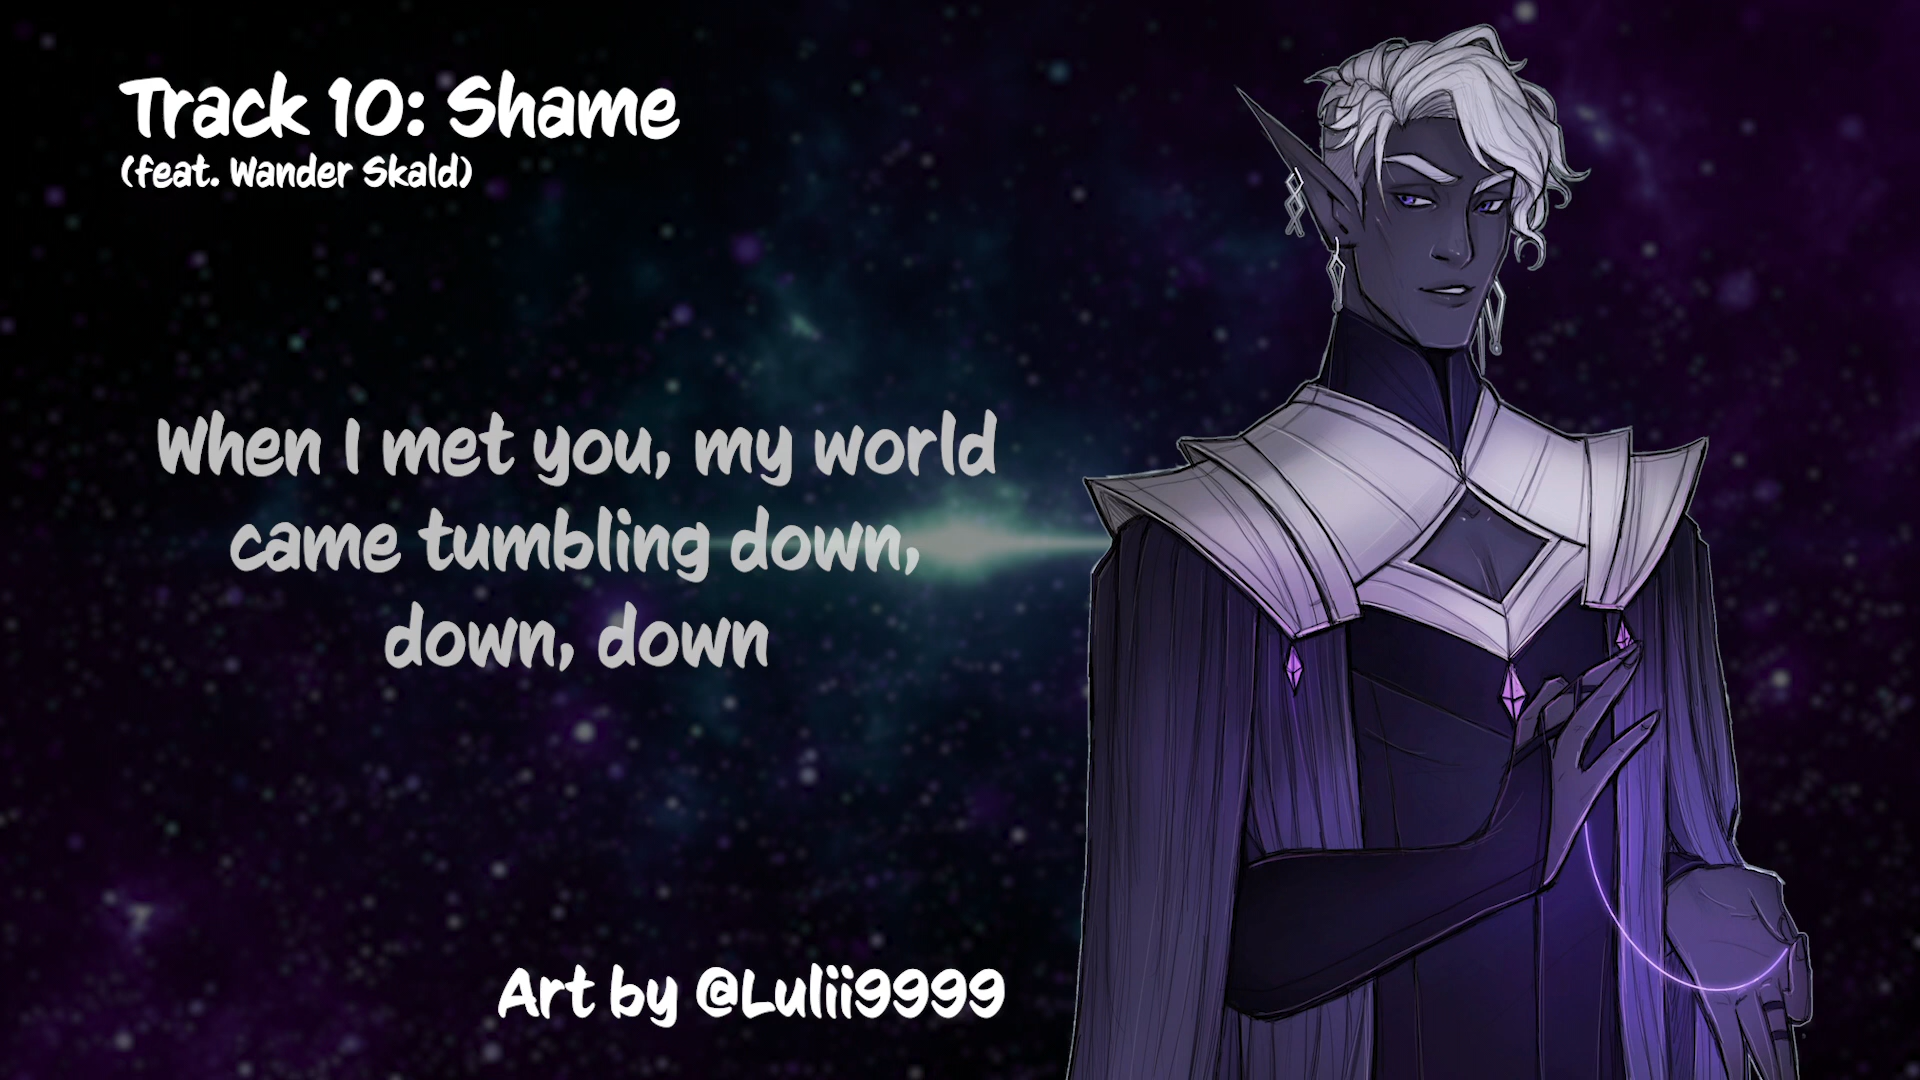 Track 10: Shame
(feat. Wander Skald)
When I met you, my world
came tumbling down,
down, down
Art by @Lulii9999